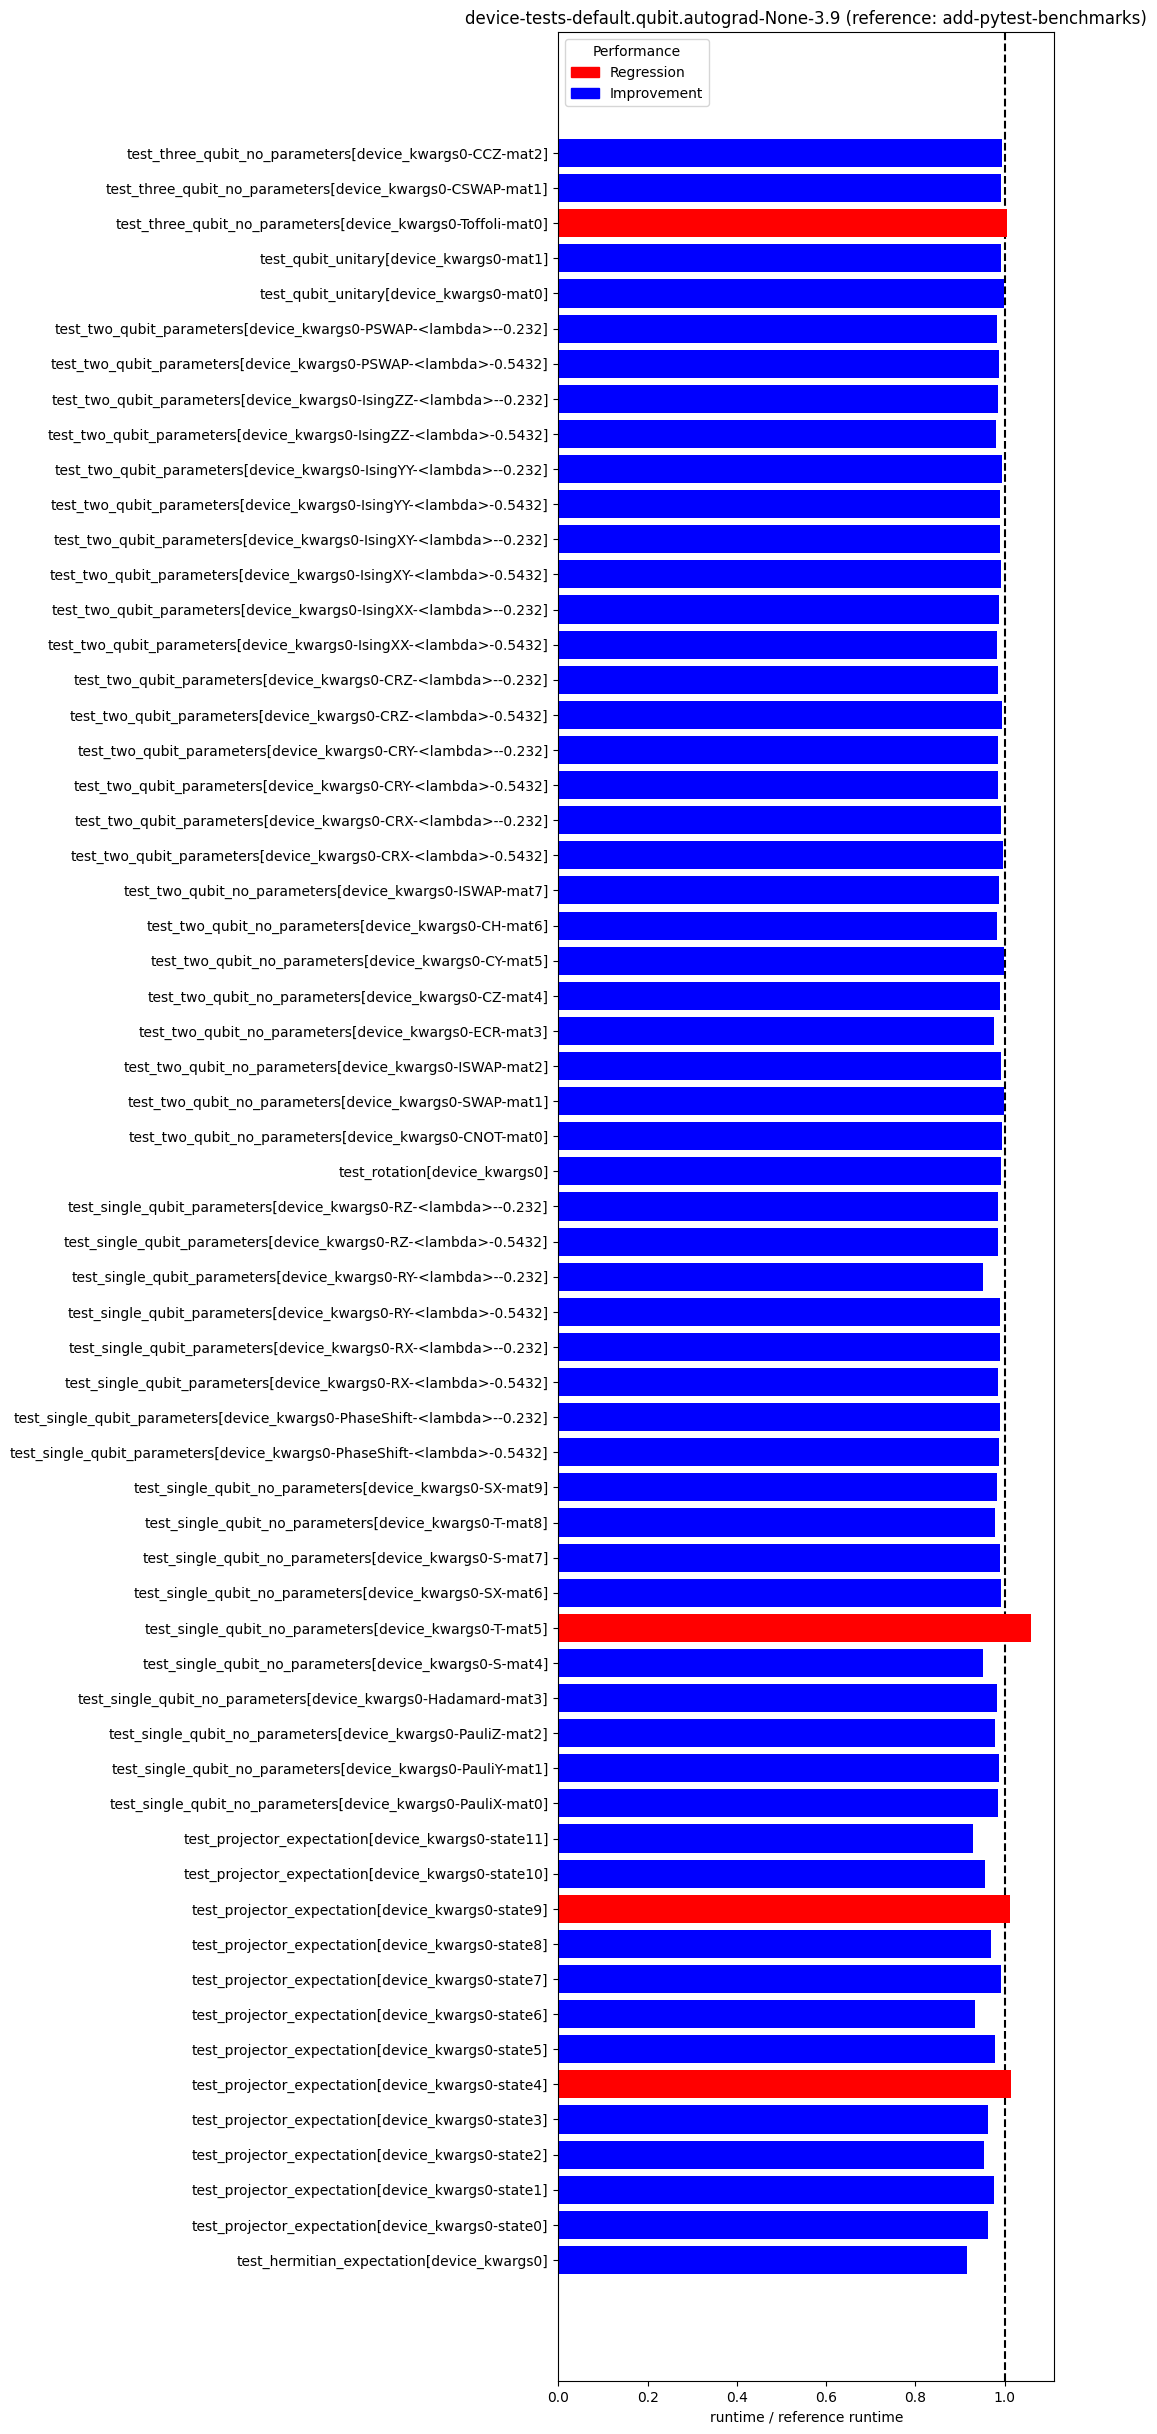 device-tests-default.qubit.autograd-None-3.9 (reference: add-pytest-benchmarks)
Performance
Regression
Improvement
test_three_qubit_no_parameters[device_kwargs0-CCZ-mat2]
test_three_qubit_no_parameters[device_kwargs0-CSWAP-mat1]
test_three_qubit_no_parameters[device_kwargs0-Toffoli-mat0]
test_qubit_unitary[device_kwargs0-mat1]
test_qubit_unitary[device_kwargs0-mat0]
test_two_qubit_parameters[device_kwargs0-PSWAP-<lambda>--0.232]
test_two_qubit_parameters[device_kwargs0-PSWAP-<lambda>-0.5432]
test_two_qubit_parameters[device_kwargs0-IsingZZ-<lambda>--0.232]
test_two_qubit_parameters[device_kwargs0-IsingZZ-<lambda>-0.5432]
test_two_qubit_parameters[device_kwargs0-IsingYY-<lambda>--0.232]
test_two_qubit_parameters[device_kwargs0-IsingYY-<lambda>-0.5432]
test_two_qubit_parameters[device_kwargs0-IsingXY-<lambda>--0.232]
test_two_qubit_parameters[device_kwargs0-IsingXY-<lambda>-0.5432]
test_two_qubit_parameters[device_kwargs0-IsingXX-<lambda>--0.232]
test_two_qubit_parameters[device_kwargs0-IsingXX-<lambda>-0.5432]
test_two_qubit_parameters[device_kwargs0-CRZ-<lambda>--0.232]
test_two_qubit_parameters[device_kwargs0-CRZ-<lambda>-0.5432]
test_two_qubit_parameters[device_kwargs0-CRY-<lambda>--0.232]
test_two_qubit_parameters[device_kwargs0-CRY-<lambda>-0.5432]
test_two_qubit_parameters[device_kwargs0-CRX-<lambda>--0.232]
test_two_qubit_parameters[device_kwargs0-CRX-<lambda>-0.5432]
test_two_qubit_no_parameters[device_kwargs0-ISWAP-mat7]
test_two_qubit_no_parameters[device_kwargs0-CH-mat6]
test_two_qubit_no_parameters[device_kwargs0-CY-mat5]
test_two_qubit_no_parameters[device_kwargs0-CZ-mat4]
test_two_qubit_no_parameters[device_kwargs0-ECR-mat3]
test_two_qubit_no_parameters[device_kwargs0-ISWAP-mat2]
test_two_qubit_no_parameters[device_kwargs0-SWAP-mat1]
test_two_qubit_no_parameters[device_kwargs0-CNOT-mat0]
test_rotation[device_kwargs0]
test_single_qubit_parameters[device_kwargs0-RZ-<lambda>--0.232]
test_single_qubit_parameters[device_kwargs0-RZ-<lambda>-0.5432]
test_single_qubit_parameters[device_kwargs0-RY-<lambda>--0.232]
test_single_qubit_parameters[device_kwargs0-RY-<lambda>-0.5432]
test_single_qubit_parameters[device_kwargs0-RX-<lambda>--0.232]
test_single_qubit_parameters[device_kwargs0-RX-<lambda>-0.5432]
test_single_qubit_parameters[device_kwargs0-PhaseShift-<lambda>--0.232]
test_single_qubit_parameters[device_kwargs0-PhaseShift-<lambda>-0.5432]
test_single_qubit_no_parameters[device_kwargs0-SX-mat9]
test_single_qubit_no_parameters[device_kwargs0-T-mat8]
test_single_qubit_no_parameters[device_kwargs0-S-mat7]
test_single_qubit_no_parameters[device_kwargs0-SX-mat6]
test_single_qubit_no_parameters[device_kwargs0-T-mat5]
test_single_qubit_no_parameters[device_kwargs0-S-mat4]
test_single_qubit_no_parameters[device_kwargs0-Hadamard-mat3]
test_single_qubit_no_parameters[device_kwargs0-PauliZ-mat2]
test_single_qubit_no_parameters[device_kwargs0-PauliY-mat1]
test_single_qubit_no_parameters[device_kwargs0-PauliX-mat0]
test_projector_expectation[device_kwargs0-state11]
test_projector_expectation[device_kwargs0-state10]
test_projector_expectation[device_kwargs0-state9]
test_projector_expectation[device_kwargs0-state8]
test_projector_expectation[device_kwargs0-state7]
test_projector_expectation[device_kwargs0-state6]
test_projector_expectation[device_kwargs0-state5]
test_projector_expectation[device_kwargs0-state4]
test_projector_expectation[device_kwargs0-state3]
test_projector_expectation[device_kwargs0-state2]
test_projector_expectation[device_kwargs0-state1]
test_projector_expectation[device_kwargs0-state0]
test_hermitian_expectation[device_kwargs0]
0.0 0.2 0.4 0.6 0.8 1.0
runtime / reference runtime